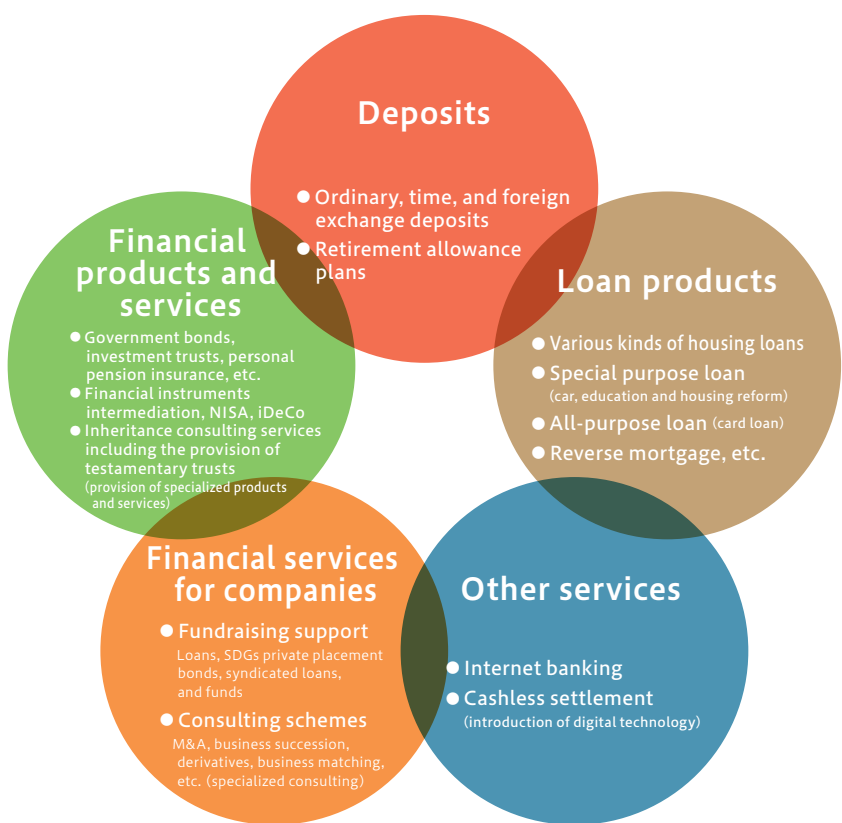 Deposits
● Ordinary, time, and foreign
exchange deposits
● Retirement allowance
plans
Financial
products and
services
● Government bonds,
investment trusts, personal
pension insurance, etc.
● Financial instruments
intermediation, NISA, iDeCo
● Inheritance consulting services
including the provision of
testamentary trusts
(provision of specialized products
and services)
Loan products
● Various kinds of housing loans
● Special purpose loan
(car, education and housing reform)
● All-purpose loan (card loan)
● Reverse mortgage, etc.
Financial services
for companies
● Fundraising support
Loans, SDGs private placement
bonds, syndicated loans,
and funds
● Consulting schemes
M&A, business succession,
derivatives, business matching,
etc. (specialized consulting)
Other services
● Internet banking
● Cashless settlement
(introduction of digital technology)